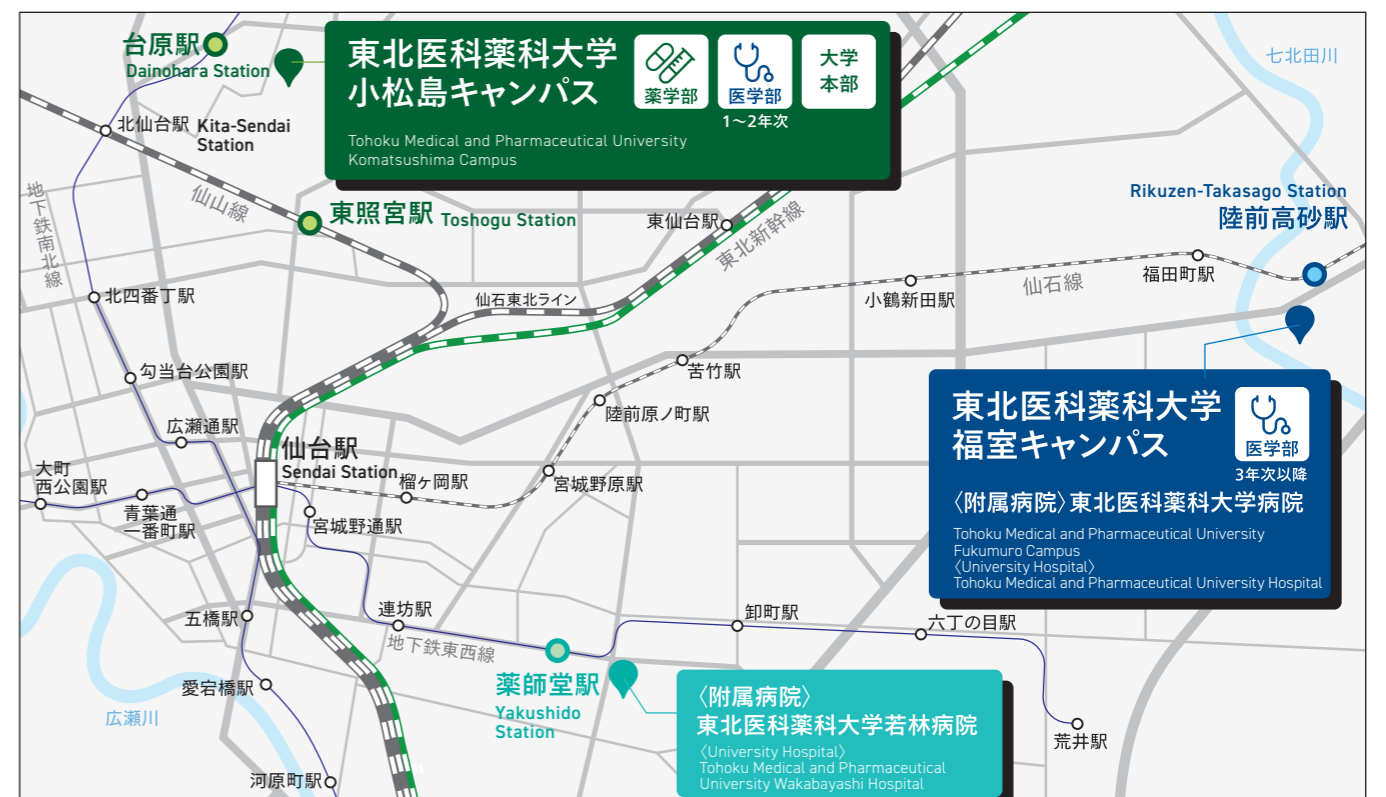 台原駅
Dainohara Station
東北医科薬科大学
小松島キャンパス
薬学部
医学部
1～2年次
大学
本部
Tohoku Medical and Pharmaceutical University
Komatsushima Campus
七北田川
北仙台駅 Kita-Sendai
Station
地下鉄南北線
仙山線
東照宮駅 Toshogu Station
東仙台駅
東北新幹線
Rikuzen-Takasago Station
陸前高砂駅
福田町駅
仙石線
小鶴新田駅
北四番丁駅
仙石東北ライン
勾当台公園駅
苦竹駅
陸前原ノ町駅
広瀬通駅
仙台駅
Sendai Station
榴ヶ岡駅
宮城野原駅
大町
西公園駅
青葉通
一番町駅
宮城野通駅
東北医科薬科大学
福室キャンパス
医学部
3年次以降
〈附属病院〉東北医科薬科大学病院
Tohoku Medical and Pharmaceutical University
Fukumuro Campus
〈University Hospital〉
Tohoku Medical and Pharmaceutical University Hospital
五橋駅
連坊駅
地下鉄東西線
卸町駅
六丁の目駅
薬師堂駅
Yakushido
Station
愛宕橋駅
広瀬川
〈附属病院〉
東北医科薬科大学若林病院
〈University Hospital〉
Tohoku Medical and Pharmaceutical
University Wakabayashi Hospital
荒井駅
河原町駅